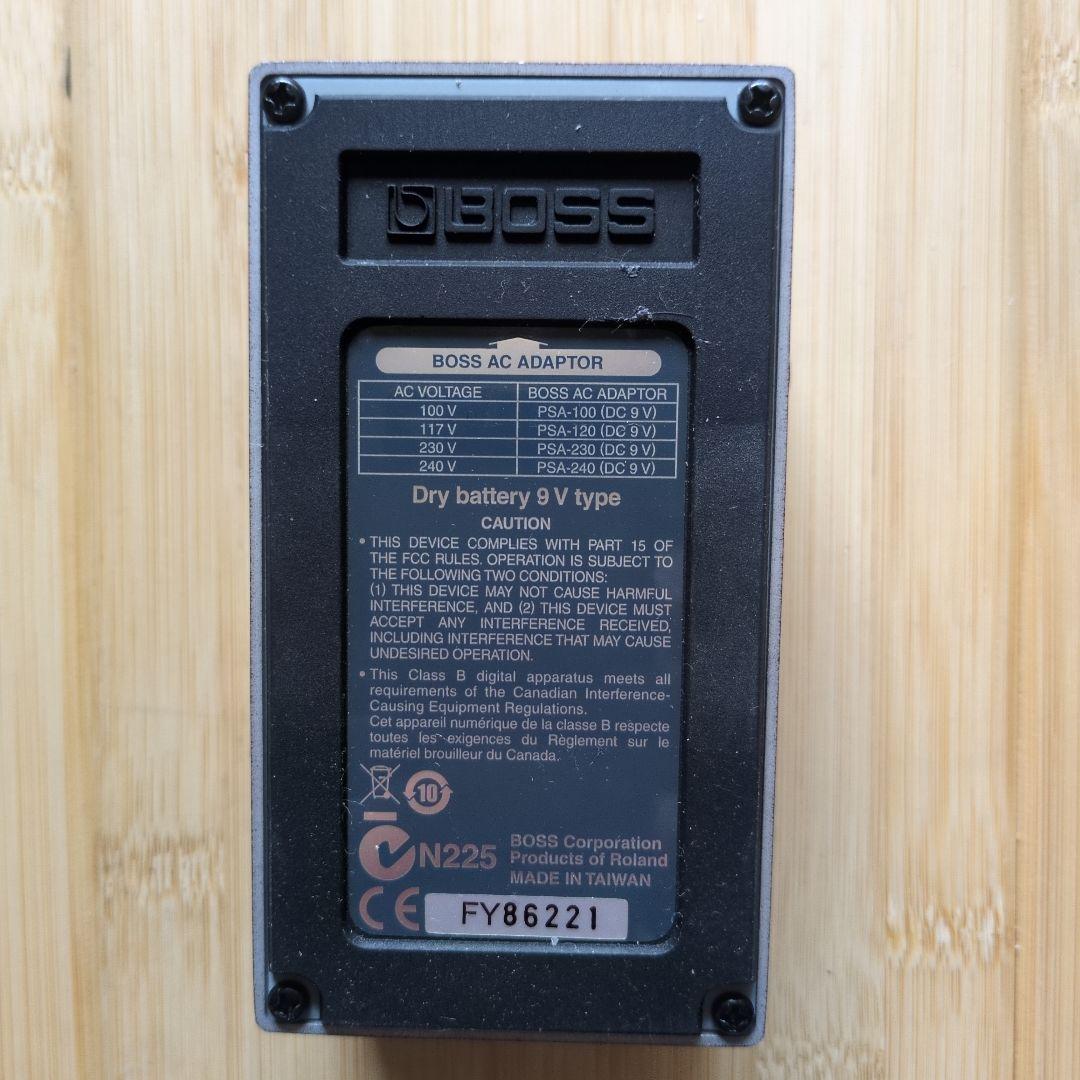 BOSS
BOSS AC ADAPTOR
AC VOLTAGE BOSS AC ADAPTOR
100 V PSA-100 (DC 9 V)
117 V PSA-120 (DC 9 V)
230 V PSA-230 (DC 9 V)
240 V PSA-240 (DC 9 V)
Dry battery 9 V type
CAUTION
• THIS DEVICE COMPLIES WITH PART 15 OF
THE FCC RULES. OPERATION IS SUBJECT TO
THE FOLLOWING TWO CONDITIONS:
(1) THIS DEVICE MAY NOT CAUSE HARMFUL
INTERFERENCE, AND (2) THIS DEVICE MUST
ACCEPT ANY INTERFERENCE RECEIVED,
INCLUDING INTERFERENCE THAT MAY CAUSE
UNDESIRED OPERATION.
• This Class B digital apparatus meets all
requirements of the Canadian Interference-
Causing Equipment Regulations.
Cet appareil numérique de la classe B respecte
toutes les exigences du Règlement sur le
matériel brouilleur du Canada.
10
N225
BOSS Corporation
Products of Roland
MADE IN TAIWAN
CE
FY86221